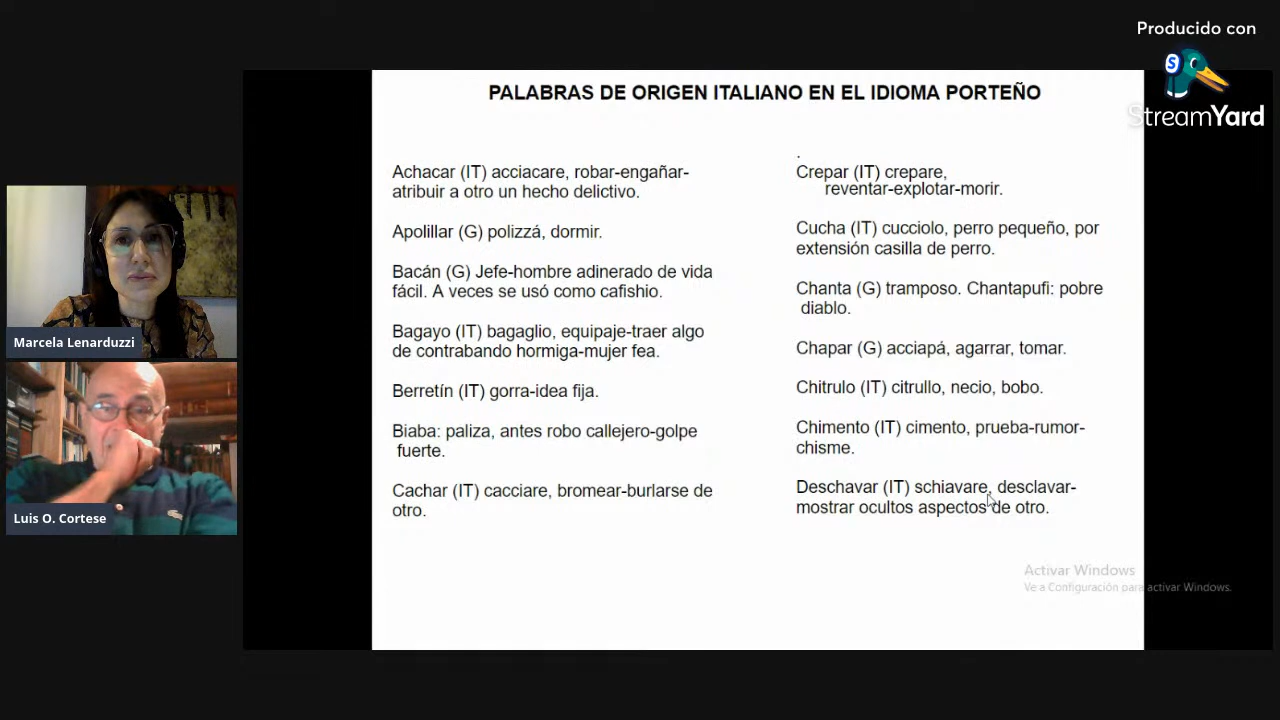 Producido con
StreamYard
PALABRAS DE ORIGEN ITALIANO EN EL IDIOMA PORTEÑO
Achacar (IT) acciacare, robar-engañar-
atribuir a otro un hecho delictivo.
Apolillar (G) polizzá, dormir.
Bacán (G) Jefe-hombre adinerado de vida
fácil. A veces se usó como cafishio.
Bagayo (IT) bagaglio, equipaje-traer algo
de contrabando hormiga-mujer fea.
Berretín (IT) gorra-idea fija.
Biaba: paliza, antes robo callejero-golpe
fuerte.
Cachar (IT) cacciare, bromear-burlarse de
otro.
.
Crepar (IT) crepare,
reventar-explotar-morir.
Cucha (IT) cucciolo, perro pequeño, por
extensión casilla de perro.
Chanta (G) tramposo. Chantapufi: pobre
diablo.
Chapar (G) acciapá, agarrar, tomar.
Chitrulo (IT) citrullo, necio, bobo.
Chimento (IT) cimento, prueba-rumor-
chisme.
Deschavar (IT) schiavare, desclavar-
mostrar ocultos aspectos de otro.
Marcela Lenarduzzi
Luis O. Cortese
Activar Windows
Ve a Configuración para activar Windows.